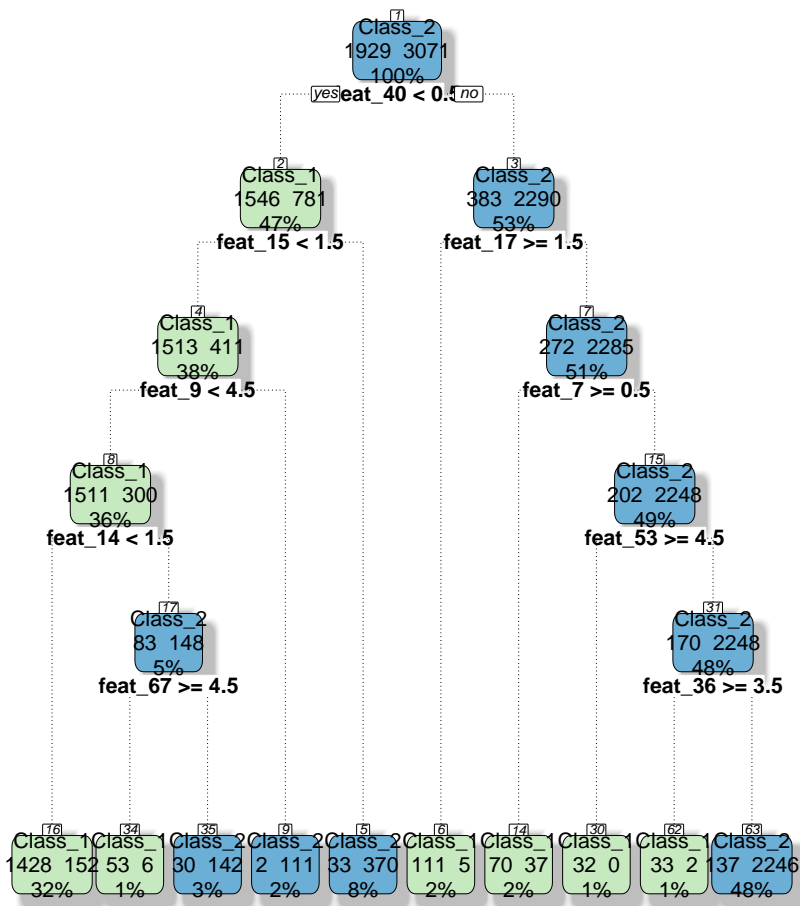 1
Class_2
1929 3071
100%
yes eat_40 < 0.5 no
2
Class_1
1546 781
47%
feat_15 < 1.5
3
Class_2
383 2290
53%
feat_17 >= 1.5
4
Class_1
1513 411
38%
feat_9 < 4.5
7
Class_2
272 2285
51%
feat_7 >= 0.5
8
Class_1
1511 300
36%
feat_14 < 1.5
15
Class_2
202 2248
49%
feat_53 >= 4.5
17
Class_2
83 148
5%
feat_67 >= 4.5
31
Class_2
170 2248
48%
feat_36 >= 3.5
16
Class_1
1428 152
32%
34
Class_1
53 6
1%
35
Class_2
30 142
3%
9
Class_2
2 111
2%
5
Class_2
33 370
8%
6
Class_1
111 5
2%
14
Class_1
70 37
2%
30
Class_1
32 0
1%
62
Class_1
33 2
1%
63
Class_2
137 2246
48%